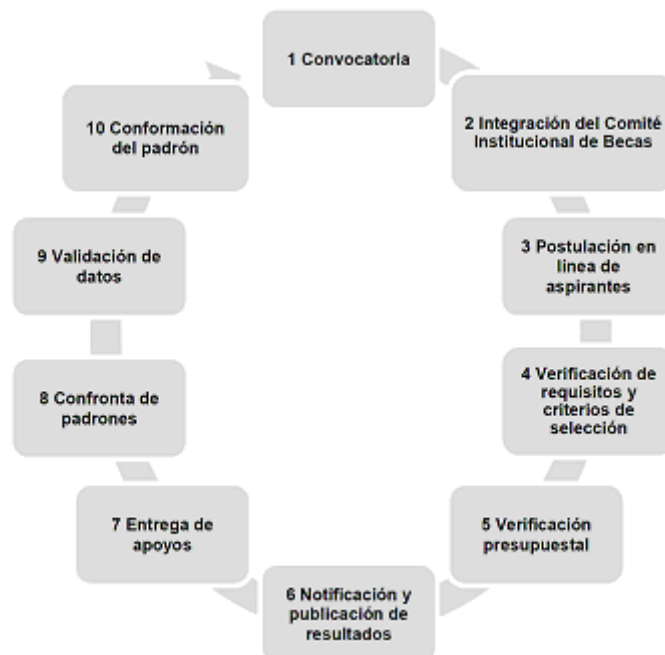 1 Convocatoria
2 Integración del Comité
Institucional de Becas
3 Postulación en
linea de
aspirantes
4 Verificación de
requisitos y
criterios de
selección
5 Verificación
presupuestal
6 Notificación y
publicación de
resultados
7 Entrega de
apoyos
8 Confronta de
padrones
9 Validación de
datos
10 Conformación
del padrón